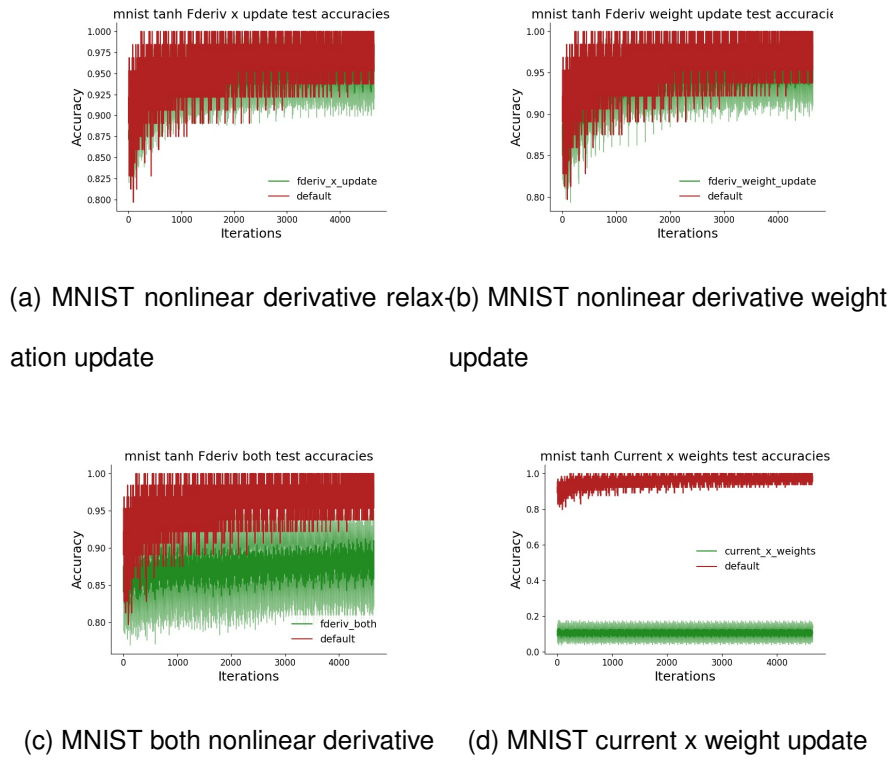 mnist tanh Fderiv x update test accuracies
1.000
0.975
0.950
0.925
0.900
0.875
0.850
0.825
0.800
Accuracy
fderiv_x_update
default
0 1000 2000 3000 4000
Iterations
mnist tanh Fderiv weight update test accuracie
1.00
0.95
0.90
0.85
0.80
Accuracy
fderiv_weight_update
default
0 1000 2000 3000 4000
Iterations
(a) MNIST nonlinear derivative relax-
ation update
(b) MNIST nonlinear derivative weight
update
mnist tanh Fderiv both test accuracies
1.00
0.95
0.90
0.85
0.80
Accuracy
fderiv_both
default
0 1000 2000 3000 4000
Iterations
mnist tanh Current x weights test accuracies
1.0
0.8
0.6
0.4
0.2
0.0
Accuracy
current_x_weights
default
0 1000 2000 3000 4000
Iterations
(c) MNIST both nonlinear derivative
(d) MNIST current x weight update